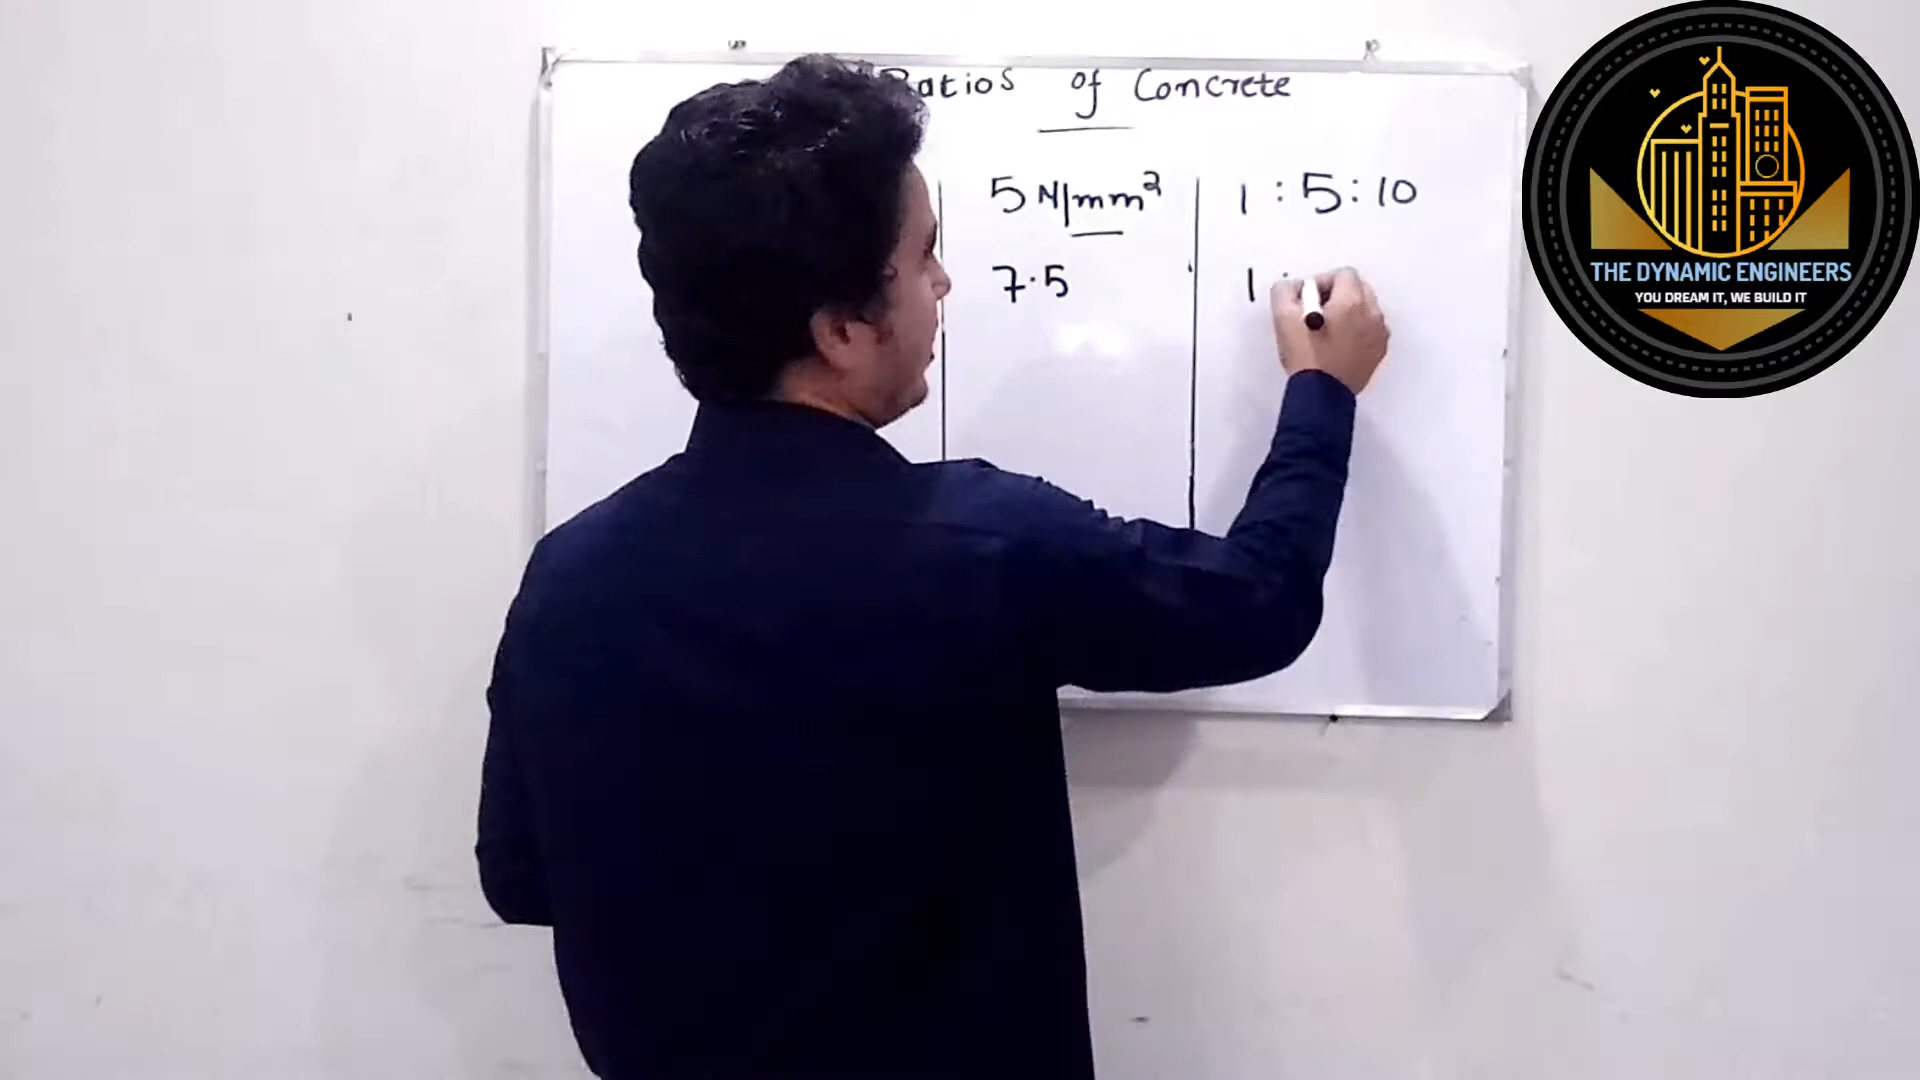 Ratios of Concrete
5 N/mm² 1 : 5 : 10
7.5 1 :
THE DYNAMIC ENGINEERS
YOU DREAM IT, WE BUILD IT